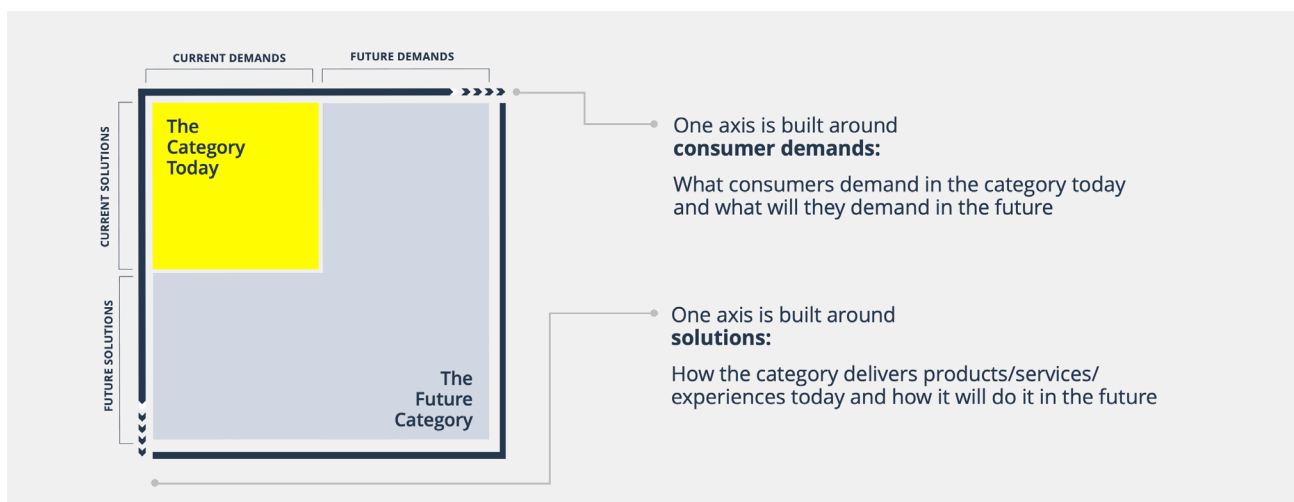 CURRENT DEMANDS
FUTURE DEMANDS
CURRENT SOLUTIONS
FUTURE SOLUTIONS
The
Category
Today
The
Future
Category
One axis is built around
consumer demands:
What consumers demand in the category today
and what will they demand in the future
One axis is built around
solutions:
How the category delivers products/services/
experiences today and how it will do it in the future